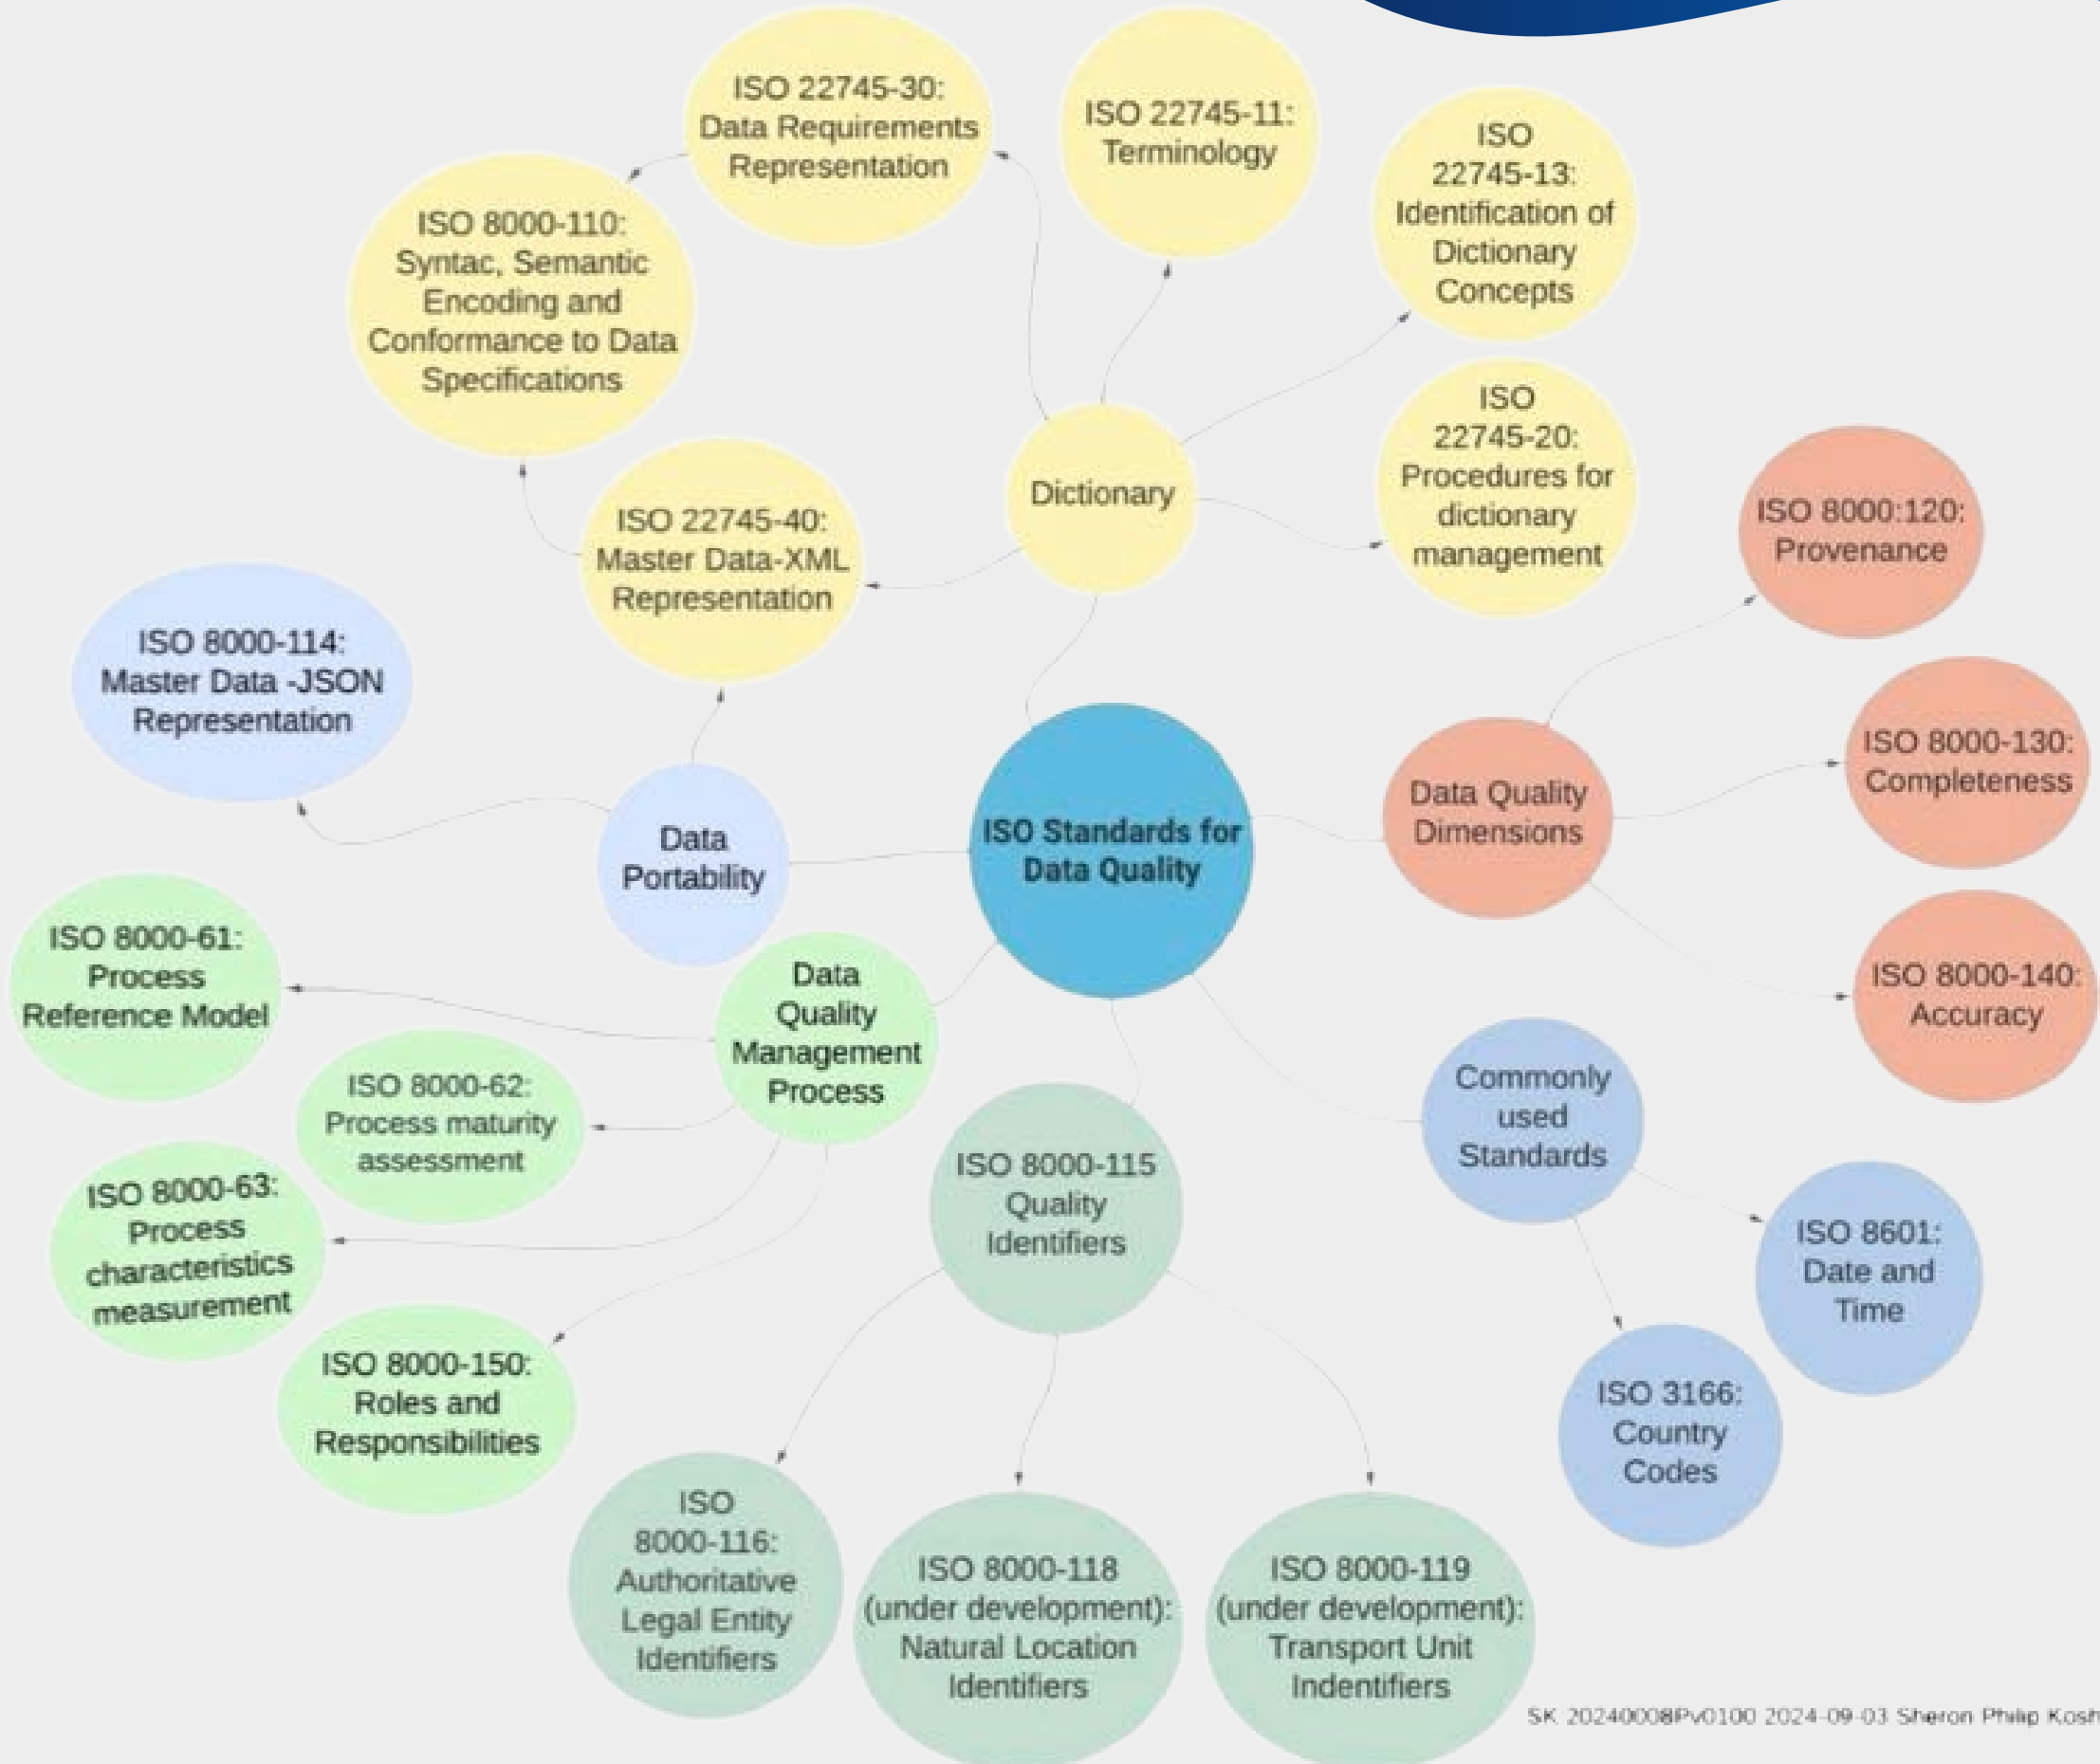 ISO 22745-30:
Data Requirements
Representation
ISO 22745-11:
Terminology
ISO
22745-13:
Identification of
Dictionary
Concepts
ISO 8000-110:
Syntac, Semantic
Encoding and
Conformance to Data
Specifications
ISO
22745-20:
Procedures for
dictionary
management
Dictionary
ISO 22745-40:
Master Data-XML
Representation
ISO 8000:120:
Provenance
ISO 8000-114:
Master Data -JSON
Representation
ISO 8000-130:
Completeness
Data
Portability
ISO Standards for
Data Quality
Data Quality
Dimensions
ISO 8000-61:
Process
Reference Model
Data
Quality
Management
Process
ISO 8000-140:
Accuracy
ISO 8000-62:
Process maturity
assessment
Commonly
used
Standards
ISO 8000-63:
Process
characteristics
measurement
ISO 8000-115
Quality
Identifiers
ISO 8601:
Date and
Time
ISO 8000-150:
Roles and
Responsibilities
ISO 3166:
Country
Codes
ISO
8000-116:
Authoritative
Legal Entity
Identifiers
ISO 8000-118
(under development):
Natural Location
Identifiers
ISO 8000-119
(under development):
Transport Unit
Indentifiers
SK 20240008Pv0100 2024-09-03 Sheron Philip Kosh